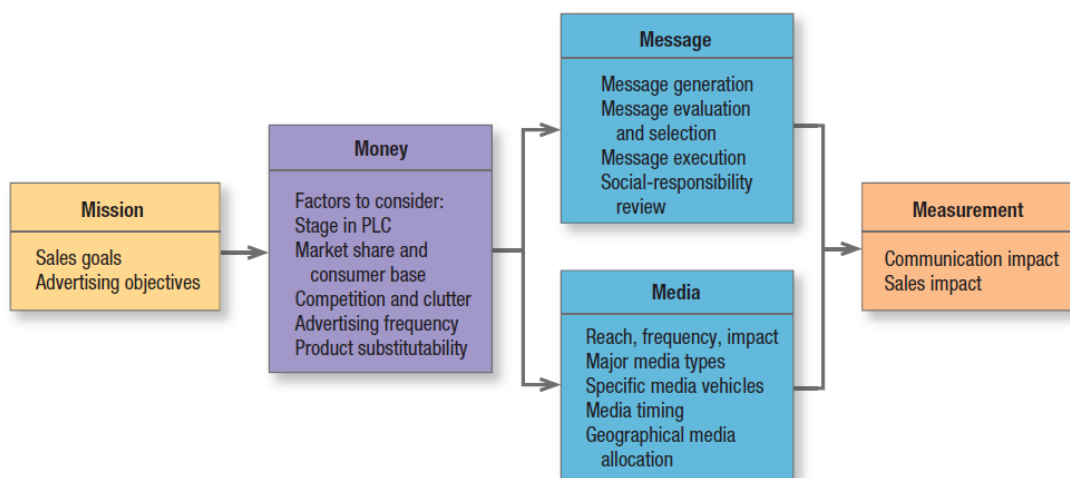 Mission
Sales goals
Advertising objectives
Money
Factors to consider:
Stage in PLC
Market share and
consumer base
Competition and clutter
Advertising frequency
Product substitutability
Message
Message generation
Message evaluation
and selection
Message execution
Social-responsibility
review
Media
Reach, frequency, impact
Major media types
Specific media vehicles
Media timing
Geographical media
allocation
Measurement
Communication impact
Sales impact